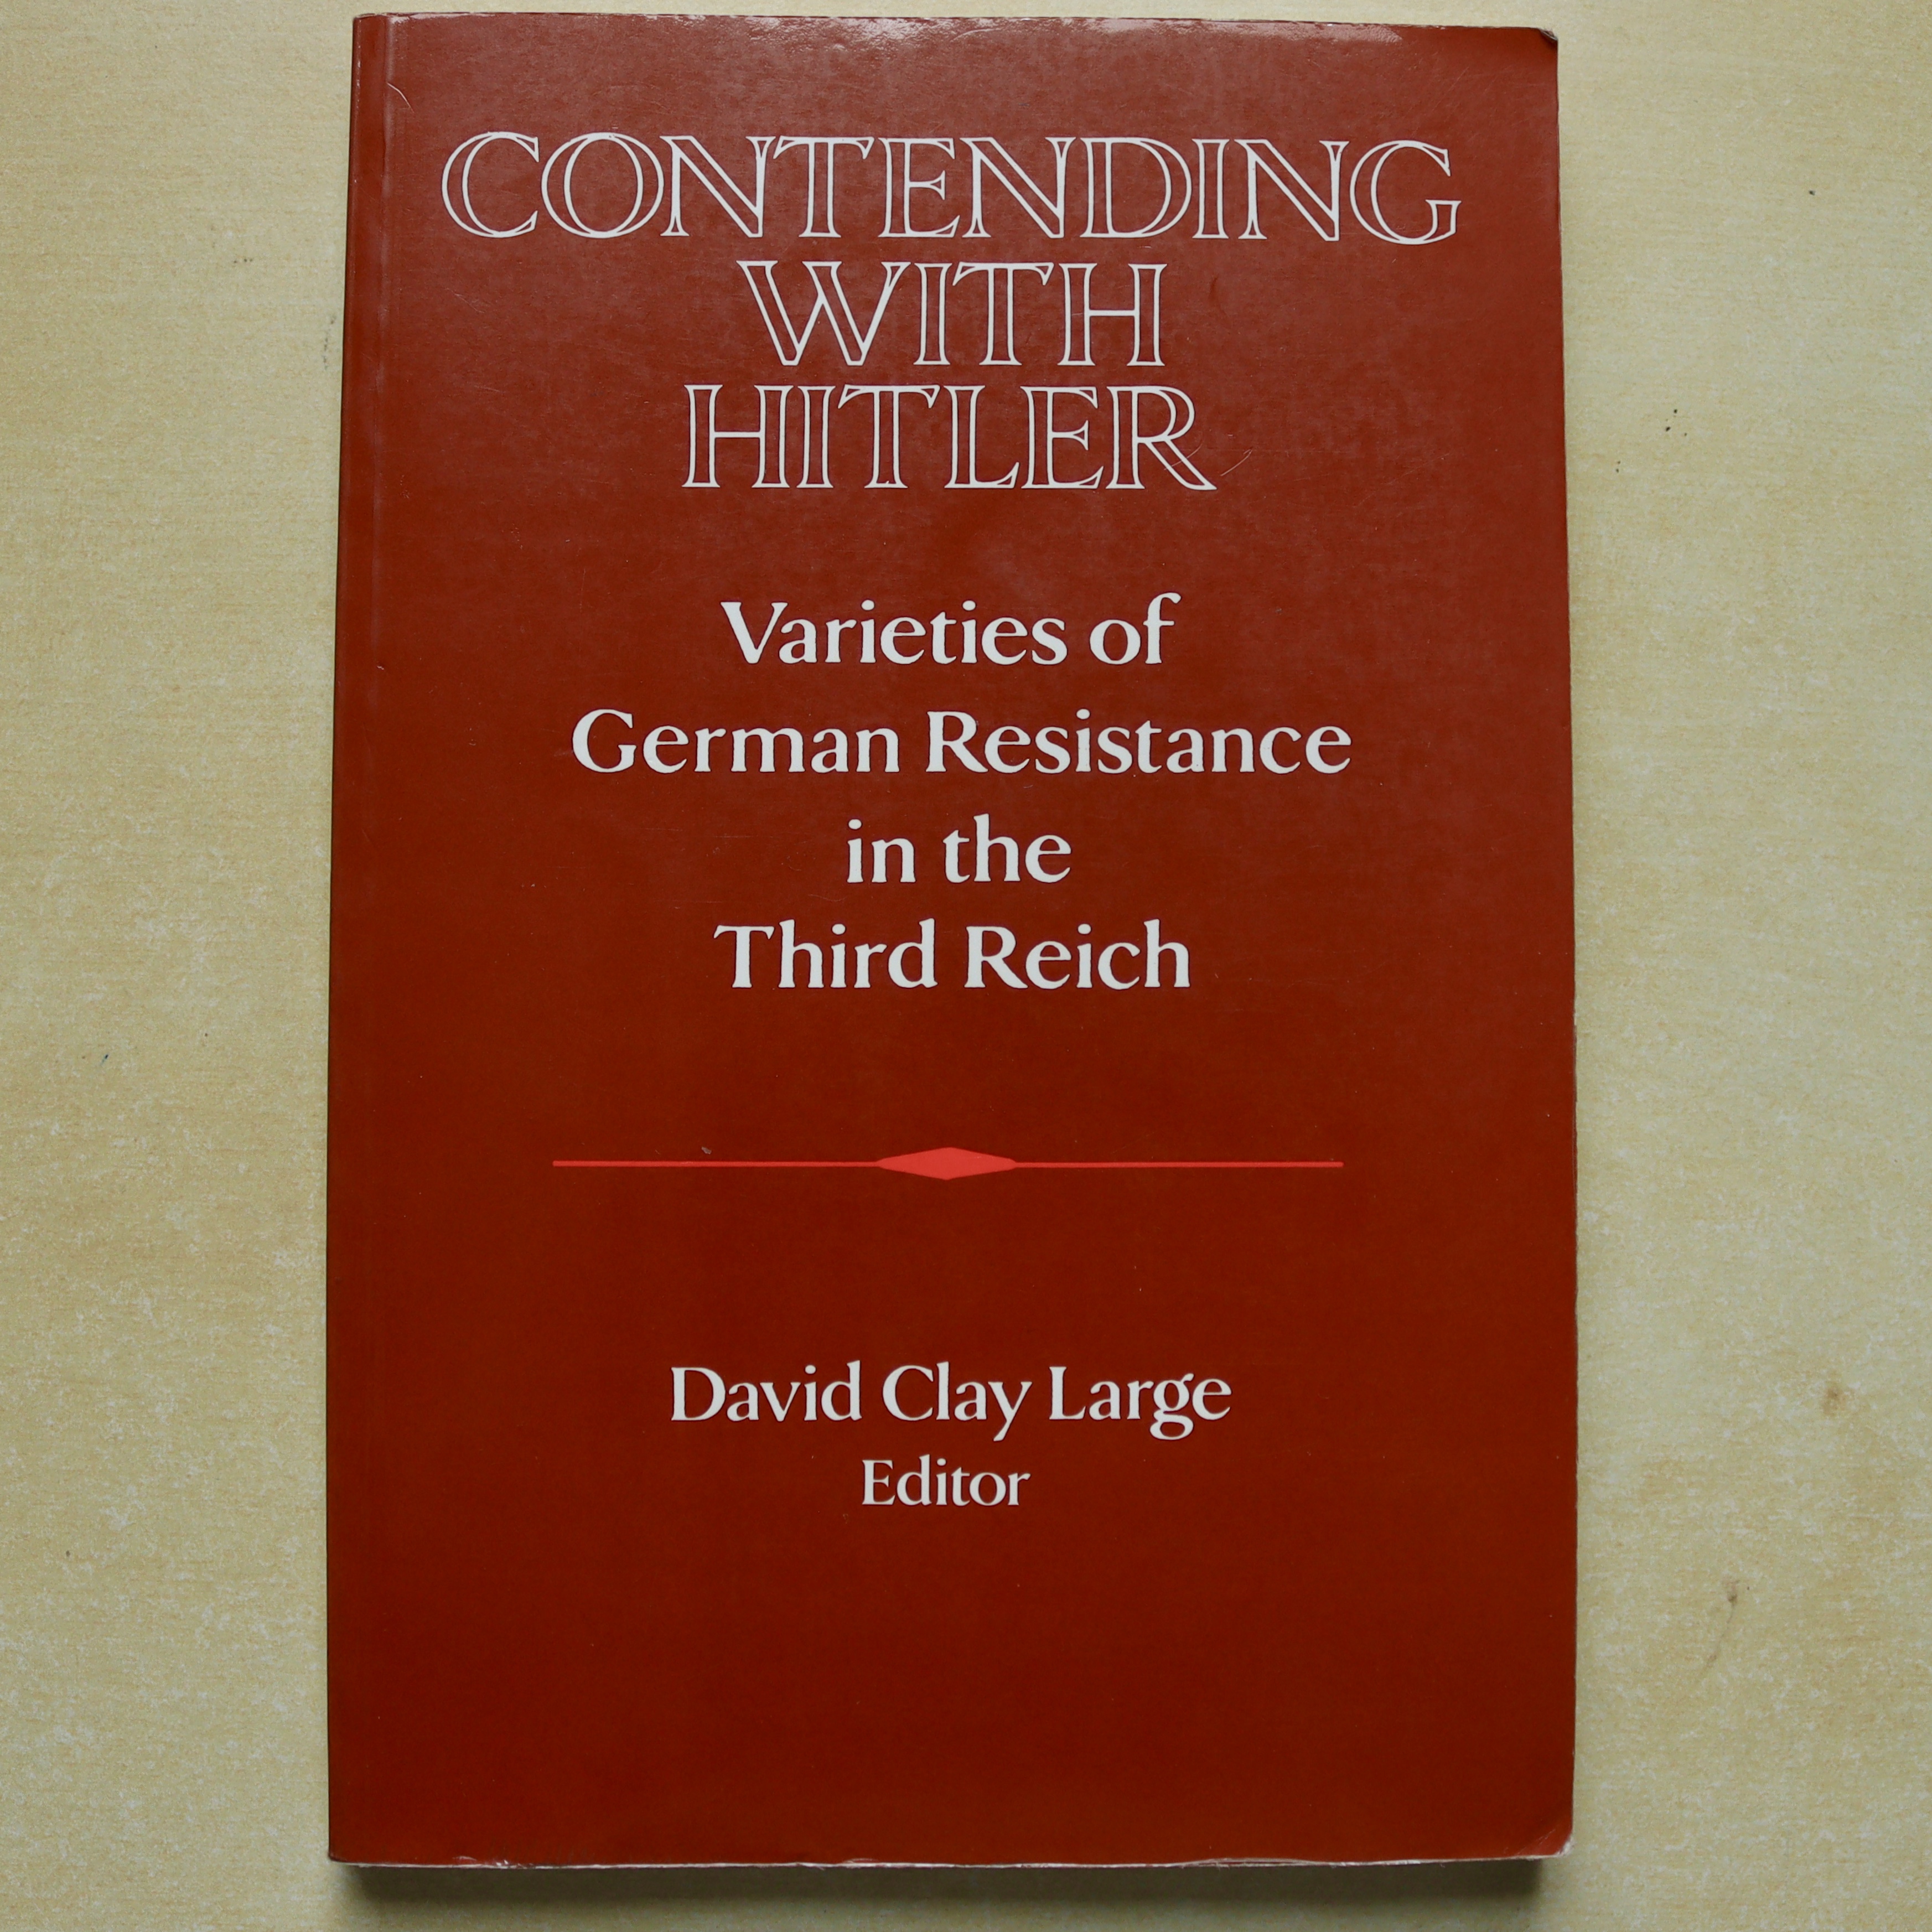 CONTENDING
WITH
HITLER
Varieties of
German Resistance
in the
Third Reich
David Clay Large
Editor